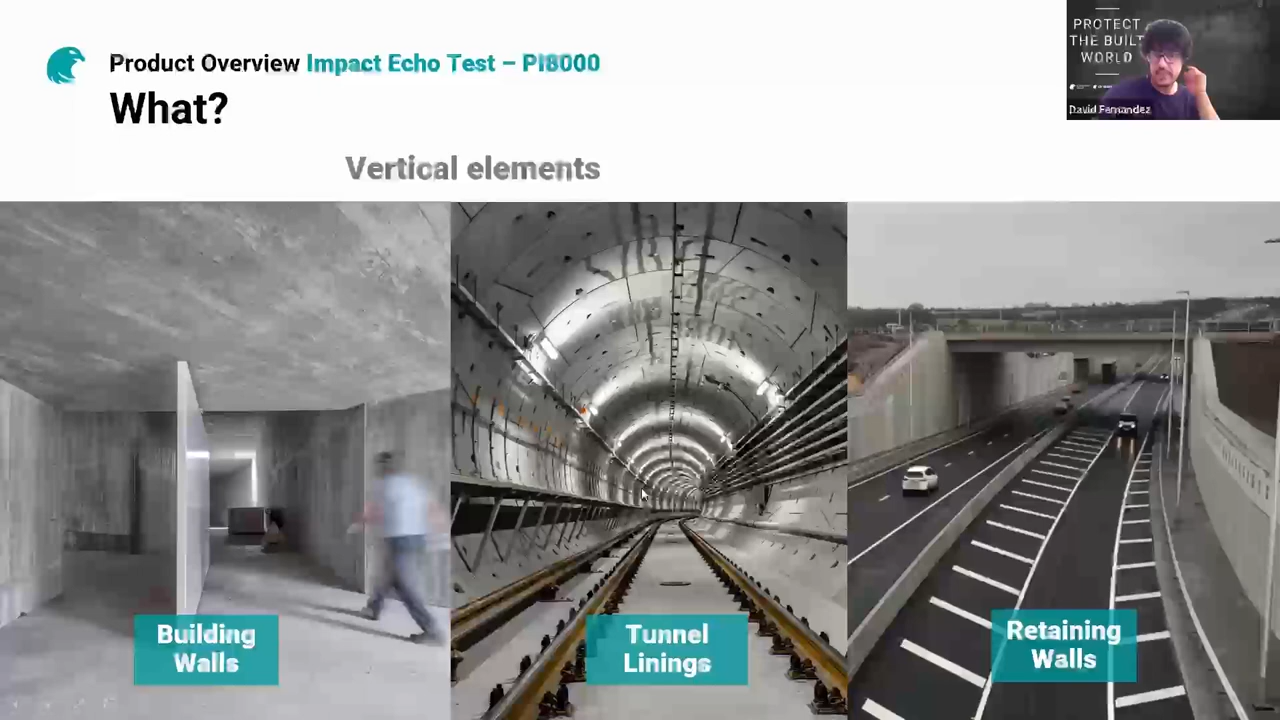 Product Overview Impact Echo Test – PI8000
What?
Vertical elements
PROTECT
THE BUILT
WORLD
David Fernandez
Building
Walls
Tunnel
Linings
Retaining
Walls